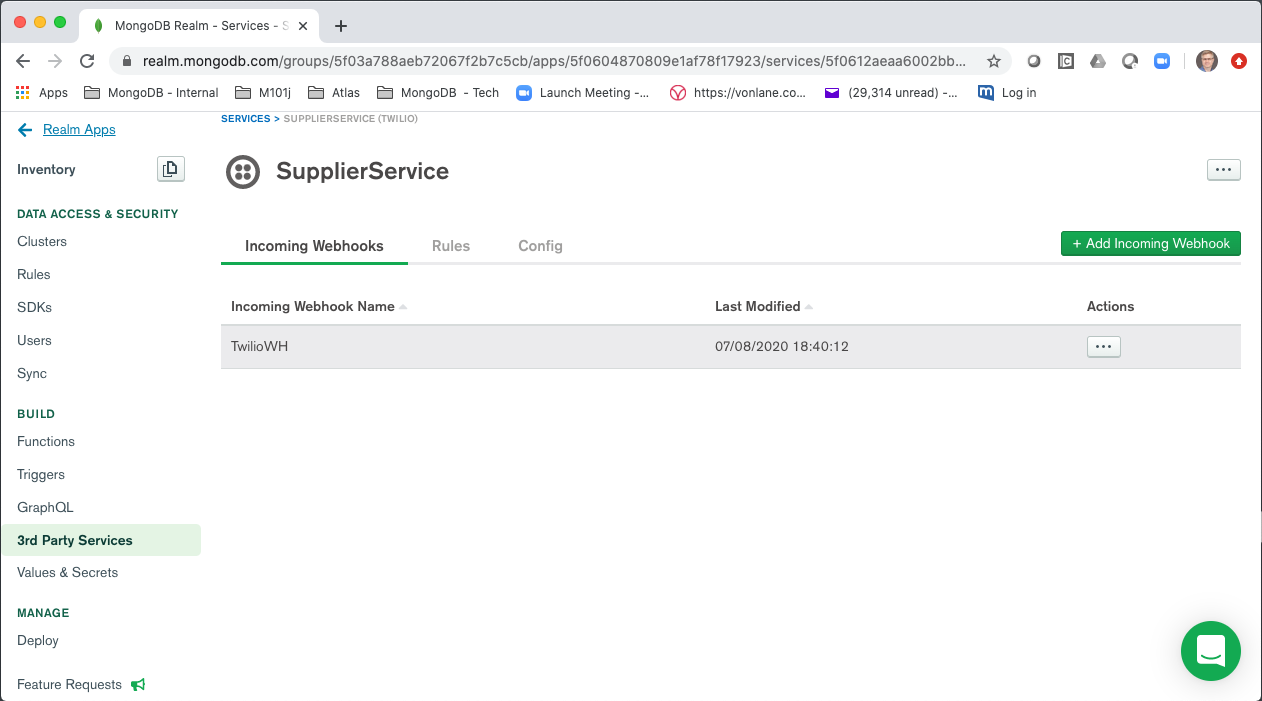 MongoDB Realm - Services - S
realm.mongodb.com/groups/5f03a788aeb72067f2b7c5cb/apps/5f0604870809e1af78f17923/services/5f0612aeaa6002bb...
Apps MongoDB - Internal M101j Atlas MongoDB - Tech Launch Meeting -... https://vonlane.co... (29,314 unread) -... Log in
Realm Apps
SERVICES > SUPPLIERSERVICE (TWILIO)
Inventory
SupplierService
DATA ACCESS & SECURITY
Clusters
Rules
SDKs
Users
Sync
BUILD
Functions
Triggers
GraphQL
3rd Party Services
Values & Secrets
MANAGE
Deploy
Feature Requests
Incoming Webhooks Rules Config
+ Add Incoming Webhook
Incoming Webhook Name Last Modified Actions
TwilioWH 07/08/2020 18:40:12